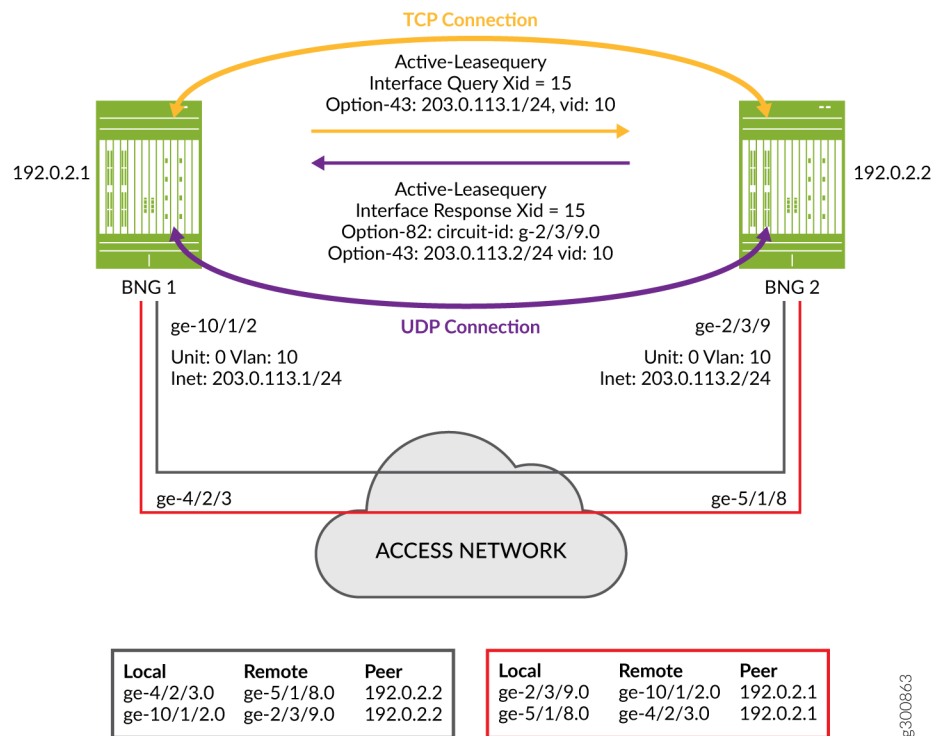 TCP Connection
Active-Leasequery
Interface Query Xid = 15
Option-43: 203.0.113.1/24, vid: 10
192.0.2.1
192.0.2.2
Active-Leasequery
Interface Response Xid = 15
Option-82: circuit-id: g-2/3/9.0
Option-43: 203.0.113.2/24 vid: 10
BNG 1
BNG 2
UDP Connection
ge-10/1/2
Unit: 0 Vlan: 10
Inet: 203.0.113.1/24
ge-2/3/9
Unit: 0 Vlan: 10
Inet: 203.0.113.2/24
ge-4/2/3
ge-5/1/8
ACCESS NETWORK
Local Remote Peer
ge-4/2/3.0 ge-5/1/8.0 192.0.2.2
ge-10/1/2.0 ge-2/3/9.0 192.0.2.2
Local Remote Peer
ge-2/3/9.0 ge-10/1/2.0 192.0.2.1
ge-5/1/8.0 ge-4/2/3.0 192.0.2.1
g300863